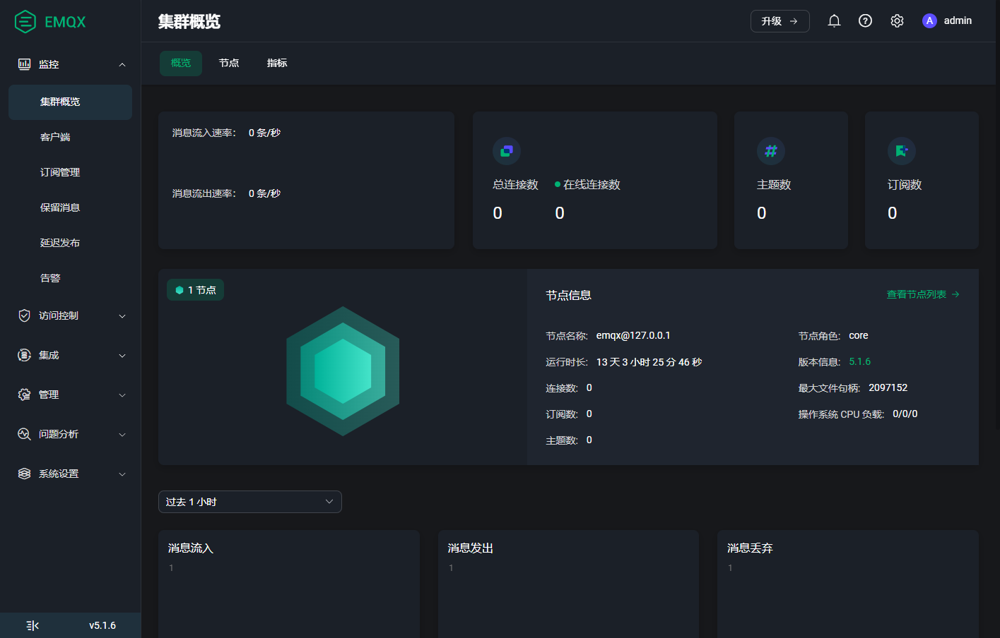 EMQX
集群概览
升级
A
admin
监控
集群概览
客户端
订阅管理
保留消息
延迟发布
告警
访问控制
集成
管理
问题分析
系统设置
v5.1.6
概览
节点
指标
消息流入速率： 0 条/秒
消息流出速率： 0 条/秒
总连接数
在线连接数
0
0
主题数
0
订阅数
0
1 节点
节点信息
查看节点列表
节点名称: emqx@127.0.0.1
节点角色: core
运行时长: 13 天 3 小时 25 分 46 秒
版本信息: 5.1.6
连接数: 0
最大文件句柄: 2097152
订阅数: 0
操作系统 CPU 负载: 0/0/0
主题数: 0
过去 1 小时
消息流入
1
消息发出
1
消息丢弃
1